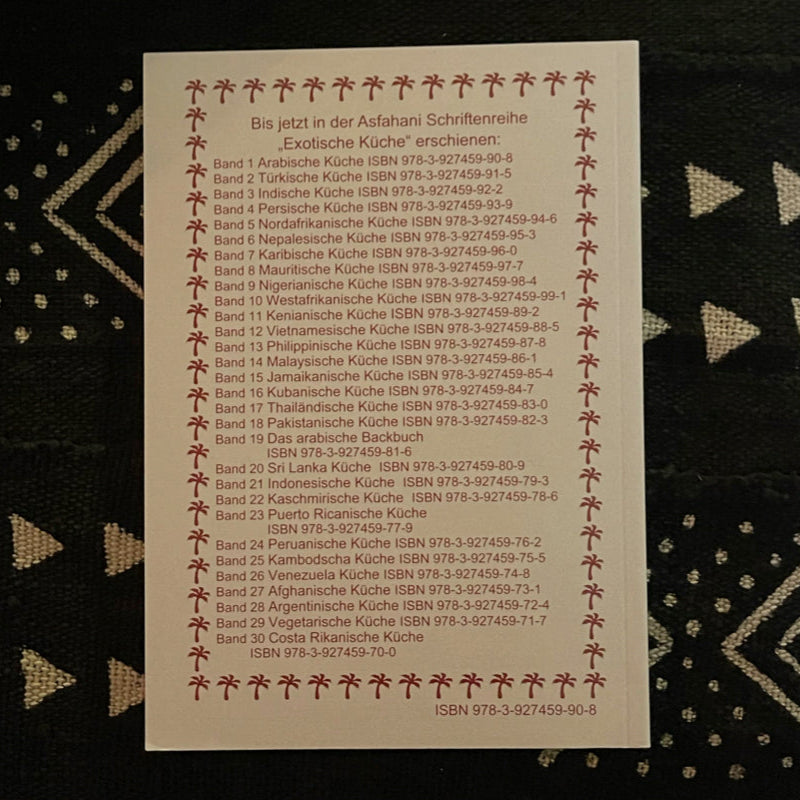 Bis jetzt in der Asfahani Schriftenreihe
„Exotische Küche“ erschienen:
Band 1 Arabische Küche ISBN 978-3-927459-90-8
Band 2 Türkische Küche ISBN 978-3-927459-91-5
Band 3 Indische Küche ISBN 978-3-927459-92-2
Band 4 Persische Küche ISBN 978-3-927459-93-9
Band 5 Nordafrikanische Küche ISBN 978-3-927459-94-6
Band 6 Nepalesische Küche ISBN 978-3-927459-95-3
Band 7 Karibische Küche ISBN 978-3-927459-96-0
Band 8 Mauritische Küche ISBN 978-3-927459-97-7
Band 9 Nigerianische Küche ISBN 978-3-927459-98-4
Band 10 Westafrikanische Küche ISBN 978-3-927459-99-1
Band 11 Kenianische Küche ISBN 978-3-927459-89-2
Band 12 Vietnamesische Küche ISBN 978-3-927459-88-5
Band 13 Philippinische Küche ISBN 978-3-927459-87-8
Band 14 Malaysische Küche ISBN 978-3-927459-86-1
Band 15 Jamaikanische Küche ISBN 978-3-927459-85-4
Band 16 Kubanische Küche ISBN 978-3-927459-84-7
Band 17 Thailändische Küche ISBN 978-3-927459-83-0
Band 18 Pakistanische Küche ISBN 978-3-927459-82-3
Band 19 Das arabische Backbuch
ISBN 978-3-927459-81-6
Band 20 Sri Lanka Küche ISBN 978-3-927459-80-9
Band 21 Indonesische Küche ISBN 978-3-927459-79-3
Band 22 Kaschmirische Küche ISBN 978-3-927459-78-6
Band 23 Puerto Ricanische Küche
ISBN 978-3-927459-77-9
Band 24 Peruanische Küche ISBN 978-3-927459-76-2
Band 25 Kambodscha Küche ISBN 978-3-927459-75-5
Band 26 Venezuela Küche ISBN 978-3-927459-74-8
Band 27 Afghanische Küche ISBN 978-3-927459-73-1
Band 28 Argentinische Küche ISBN 978-3-927459-72-4
Band 29 Vegetarische Küche ISBN 978-3-927459-71-7
Band 30 Costa Rikanische Küche
ISBN 978-3-927459-70-0
ISBN 978-3-927459-90-8